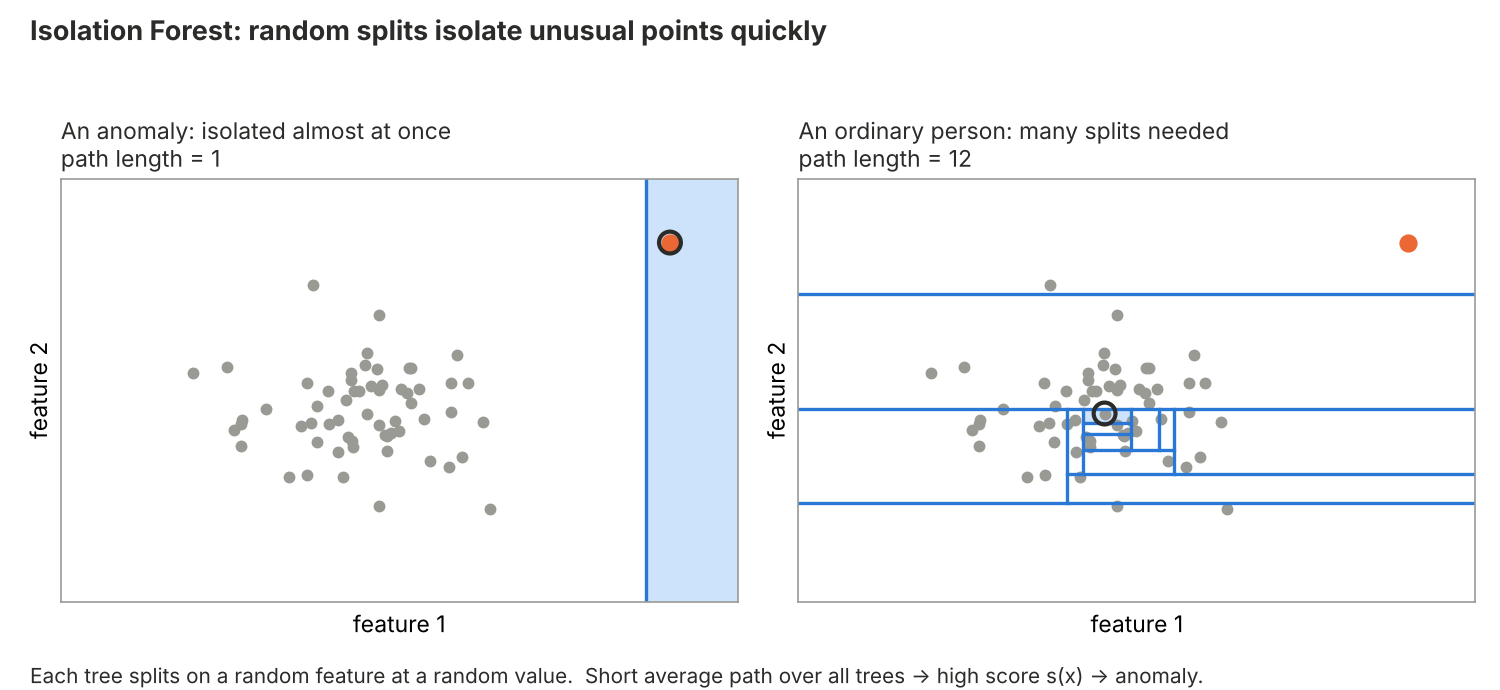 Isolation Forest: random splits isolate unusual points quickly
An anomaly: isolated almost at once
path length = 1
feature 2
feature 1
An ordinary person: many splits needed
path length = 12
feature 2
feature 1
Each tree splits on a random feature at a random value.  Short average path over all trees → high score s(x) → anomaly.